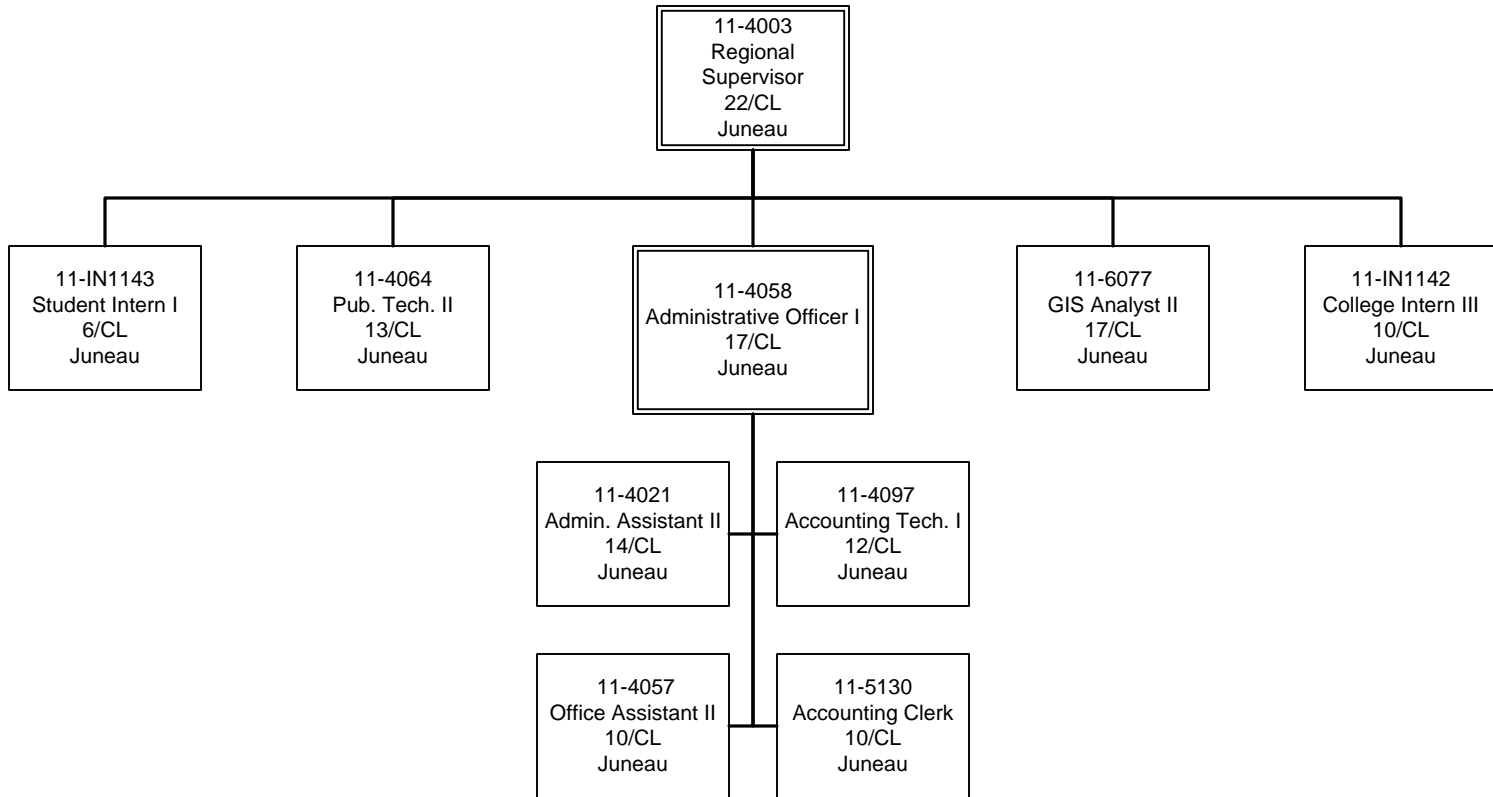 11-4003
Regional
Supervisor
22/CL
Juneau
11-IN1143
Student Intern I
6/CL
Juneau
11-4064
Pub. Tech. II
13/CL
Juneau
11-4058
Administrative Officer I
17/CL
Juneau
11-6077
GIS Analyst II
17/CL
Juneau
11-IN1142
College Intern III
10/CL
Juneau
11-4021
Admin. Assistant II
14/CL
Juneau
11-4097
Accounting Tech. I
12/CL
Juneau
11-4057
Office Assistant II
10/CL
Juneau
11-5130
Accounting Clerk
10/CL
Juneau